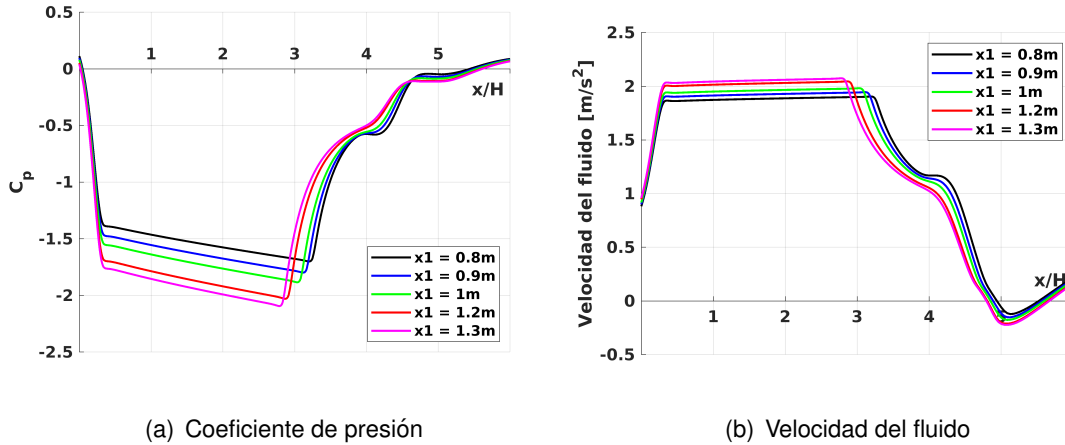 0.5
0
-0.5
-1
-1.5
-2
-2.5
1
2
3
4
5
x/H
C_p
x1 = 0.8m
x1 = 0.9m
x1 = 1m
x1 = 1.2m
x1 = 1.3m
(a) Coeficiente de presión
2.5
2
1.5
1
0.5
0
-0.5
1
2
3
4
5
x/H
Velocidad del fluido [m/s²]
x1 = 0.8m
x1 = 0.9m
x1 = 1m
x1 = 1.2m
x1 = 1.3m
(b) Velocidad del fluido